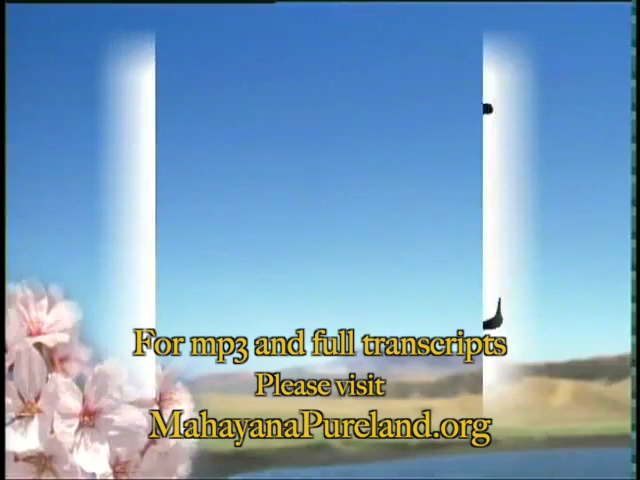 For mp3 and full transcripts
Please visit
MahayanaPureland.org